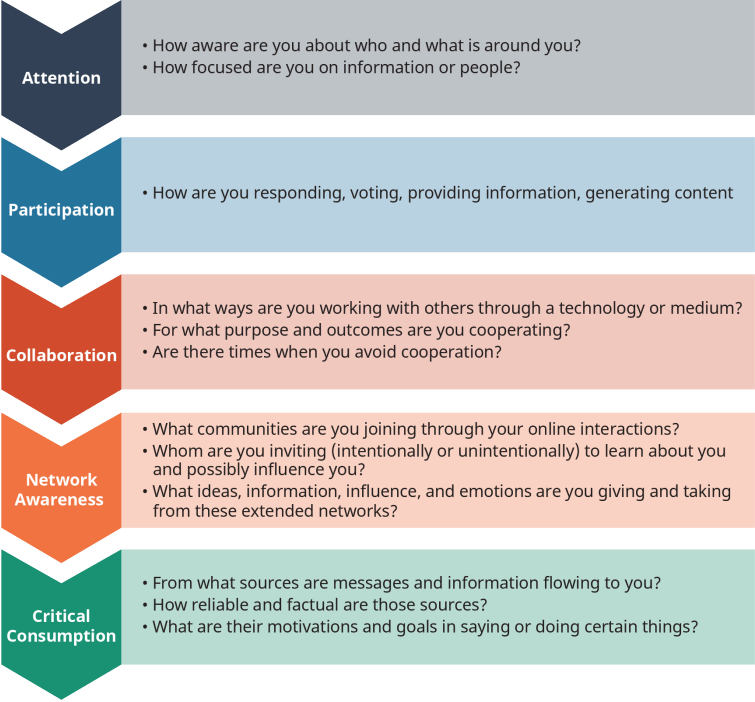 Attention
• How aware are you about who and what is around you?
• How focused are you on information or people?
Participation
• How are you responding, voting, providing information, generating content
Collaboration
• In what ways are you working with others through a technology or medium?
• For what purpose and outcomes are you cooperating?
• Are there times when you avoid cooperation?
Network
Awareness
• What communities are you joining through your online interactions?
• Whom are you inviting (intentionally or unintentionally) to learn about you
and possibly influence you?
• What ideas, information, influence, and emotions are you giving and taking
from these extended networks?
Critical
Consumption
• From what sources are messages and information flowing to you?
• How reliable and factual are those sources?
• What are their motivations and goals in saying or doing certain things?